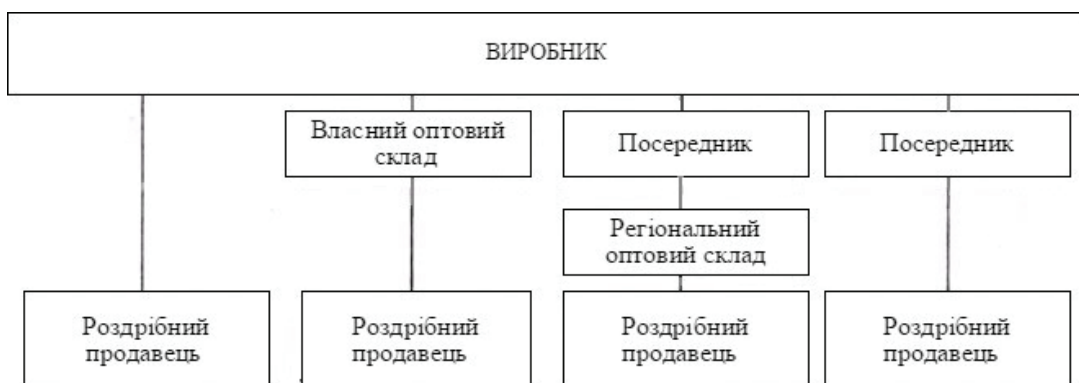 ВИРОБНИК
Власний оптовий
склад
Посередник
Посередник
Регіональний
оптовий склад
Роздрібний
продавець
Роздрібний
продавець
Роздрібний
продавець
Роздрібний
продавець